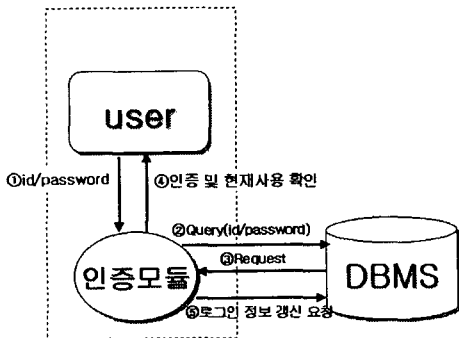 user
①id/password
④인증 및 현재사용 확인
②Query(id/password)
③Request
인증모듈
DBMS
⑤로그인 정보 갱신 요청